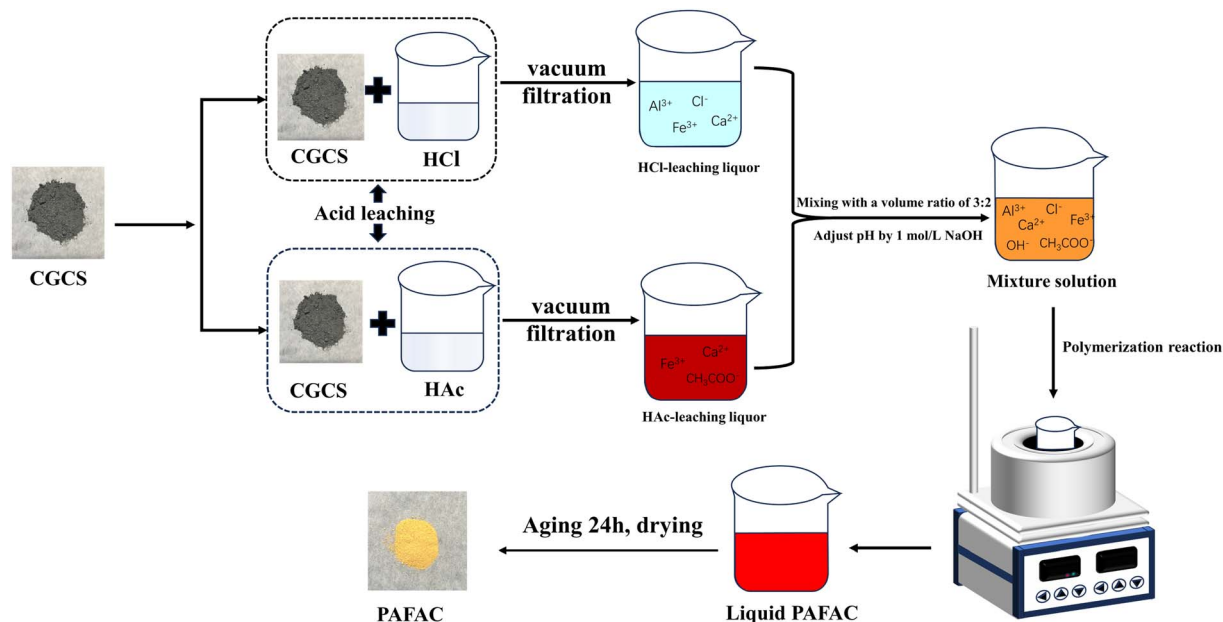 CGCS
CGCS
HCl
vacuum
filtration
Al³⁺ Cl⁻
Fe³⁺ Ca²⁺
HCl-leaching liquor
Acid leaching
CGCS
HAc
vacuum
filtration
Fe³⁺ Ca²⁺
CH₃COO
HAc-leaching liquor
Mixing with a volume ratio of 3:2
Adjust pH by 1 mol/L NaOH
Al³⁺ Cl⁻ Fe³⁺
Ca²⁺
OH⁻ CH₃COO⁻
Mixture solution
Polymerization reaction
Liquid PAFAC
Aging 24h, drying
PAFAC